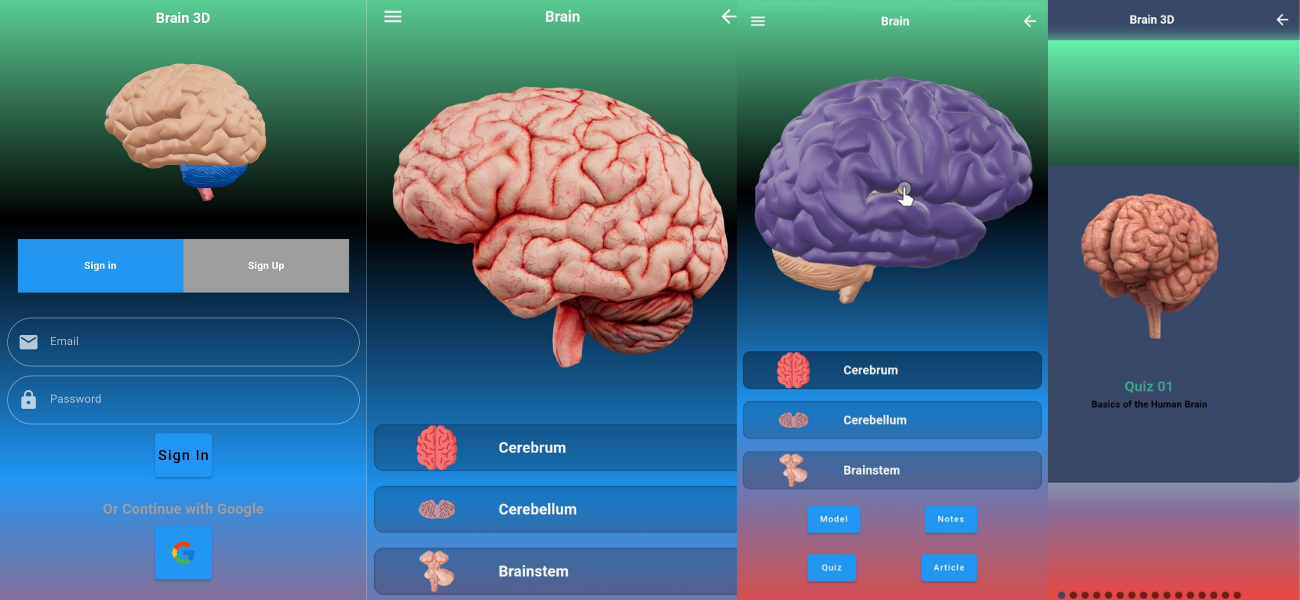 Brain 3D
Sign in
Sign Up
Email
Password
Sign In
Or Continue with Google
Brain
Cerebrum
Cerebellum
Brainstem
Brain
Cerebrum
Cerebellum
Brainstem
Model
Notes
Quiz
Article
Brain 3D
Quiz 01
Basics of the Human Brain